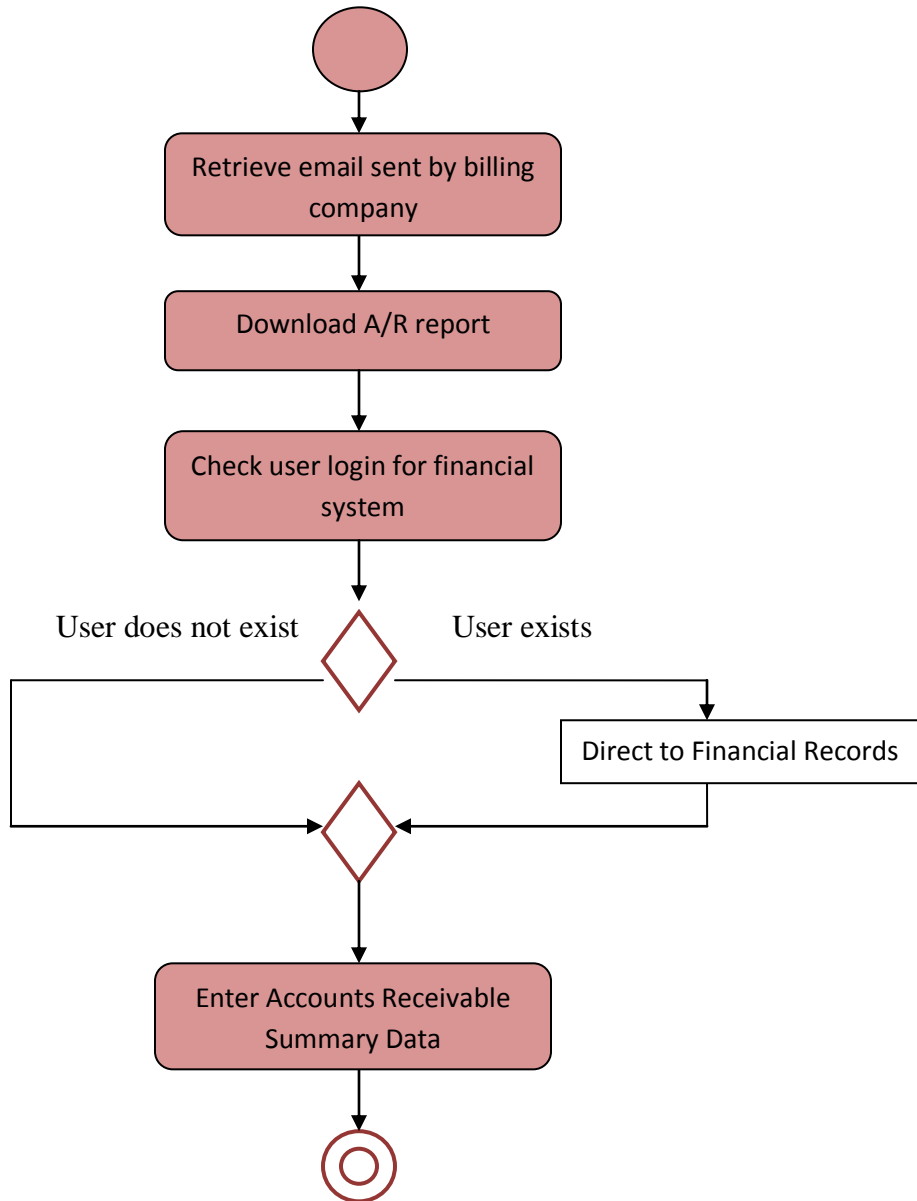 Retrieve email sent by billing
company
Download A/R report
Check user login for financial
system
User does not exist
User exists
Direct to Financial Records
Enter Accounts Receivable
Summary Data